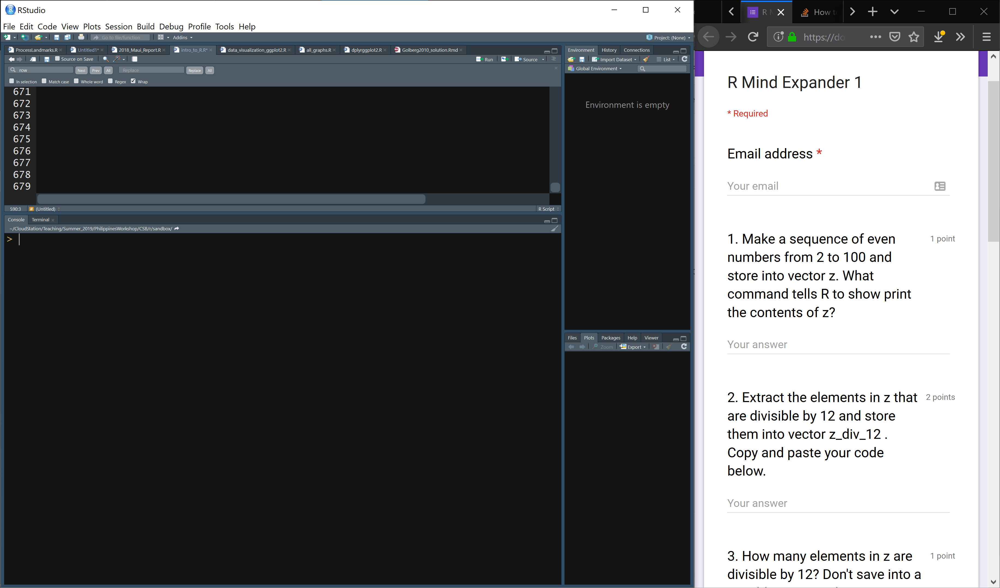 RStudio
File Edit Code View Plots Session Build Debug Profile Tools Help
Go to file/function
Addins
Project: (None)
ProcessLandmarks.R
Untitled1*
2018_Maui_Report.R
intro_to_R.R*
data_visualization_ggplot2.R
all_graphs.R
dplyrggplot2.R
Golberg2010_solution.Rmd
Source on Save
Run
Source
row
Next
Prev
All
Replace
Replace
All
In selection
Match case
Whole word
Regex
Wrap
671
672
673
674
675
676
677
678
679
590:3
# (Untitled)
R Script
Console
Terminal
~/CloudStation/Teaching/Summer_2019/PhilippinesWorkshop/CSB/r/sandbox/
>
Environment
History
Connections
Import Dataset
List
Global Environment
Environment is empty
Files
Plots
Packages
Help
Viewer
Zoom
Export
R
How to
https://do
R Mind Expander 1
* Required
Email address *
Your email
1. Make a sequence of even
1 point
numbers from 2 to 100 and
store into vector z. What
command tells R to show print
the contents of z?
Your answer
2. Extract the elements in z that
2 points
are divisible by 12 and store
them into vector z_div_12 .
Copy and paste your code
below.
Your answer
3. How many elements in z are
1 point
divisible by 12? Don't save into a